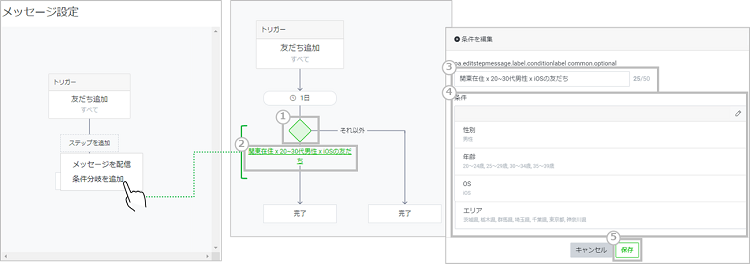 メッセージ設定
トリガー
友だち追加
すべて
ステップを追加
メッセージを配信
条件分岐を追加
トリガー
友だち追加
すべて
1日
①
それ以外
②
関東在住 x 20~30代男性 x iOSの友だ
ち
完了
完了
条件を編集
oa.editstepmessage.label.conditionlabel common.optional
③
関東在住 x 20~30代男性 x iOSの友だち
25/50
④
条件
性別
男性
年齢
20〜24歳, 25〜29歳, 30〜34歳, 35〜39歳
OS
iOS
エリア
茨城県, 栃木県, 群馬県, 埼玉県, 千葉県, 東京都, 神奈川県
⑤
キャンセル
保存